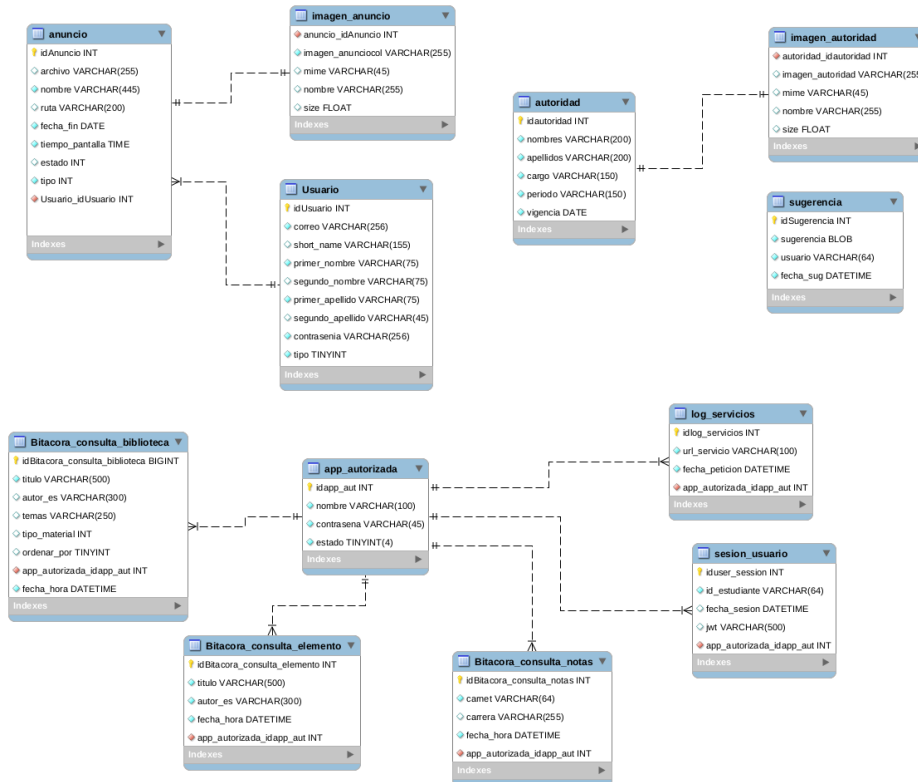 anuncio
idAnuncio INT
archivo VARCHAR(255)
nombre VARCHAR(445)
ruta VARCHAR(200)
fecha_fin DATE
tiempo_pantalla TIME
estado INT
tipo INT
Usuario_idUsuario INT
Indexes
imagen_anuncio
anuncio_idAnuncio INT
imagen_anunciocol VARCHAR(255)
mime VARCHAR(45)
nombre VARCHAR(255)
size FLOAT
Indexes
Usuario
idUsuario INT
correo VARCHAR(256)
short_name VARCHAR(155)
primer_nombre VARCHAR(75)
segundo_nombre VARCHAR(75)
primer_apellido VARCHAR(75)
segundo_apellido VARCHAR(45)
contrasenia VARCHAR(256)
tipo TINYINT
Indexes
autoridad
idautoridad INT
nombres VARCHAR(200)
apellidos VARCHAR(200)
cargo VARCHAR(150)
periodo VARCHAR(150)
vigencia DATE
Indexes
imagen_autoridad
autoridad_idautoridad INT
imagen_autoridad VARCHAR(255
mime VARCHAR(45)
nombre VARCHAR(255)
size FLOAT
Indexes
sugerencia
idSugerencia INT
sugerencia BLOB
usuario VARCHAR(64)
fecha_sug DATETIME
Indexes
Bitacora_consulta_biblioteca
idBitacora_consulta_biblioteca BIGINT
titulo VARCHAR(500)
autor_es VARCHAR(300)
temas VARCHAR(250)
tipo_material INT
ordenar_por TINYINT
app_autorizada_idapp_aut INT
fecha_hora DATETIME
Indexes
app_autorizada
idapp_aut INT
nombre VARCHAR(100)
contrasena VARCHAR(45)
estado TINYINT(4)
Indexes
log_servicios
idlog_servicios INT
url_servicio VARCHAR(100)
fecha_peticion DATETIME
app_autorizada_idapp_aut INT
Indexes
sesion_usuario
iduser_session INT
id_estudiante VARCHAR(64)
fecha_sesion DATETIME
jwt VARCHAR(500)
app_autorizada_idapp_aut INT
Indexes
Bitacora_consulta_elemento
idBitacora_consulta_elemento INT
titulo VARCHAR(500)
autor_es VARCHAR(300)
fecha_hora DATETIME
app_autorizada_idapp_aut INT
Indexes
Bitacora_consulta_notas
idBitacora_consulta_notas INT
carnet VARCHAR(64)
carrera VARCHAR(255)
fecha_hora DATETIME
app_autorizada_idapp_aut INT
Indexes